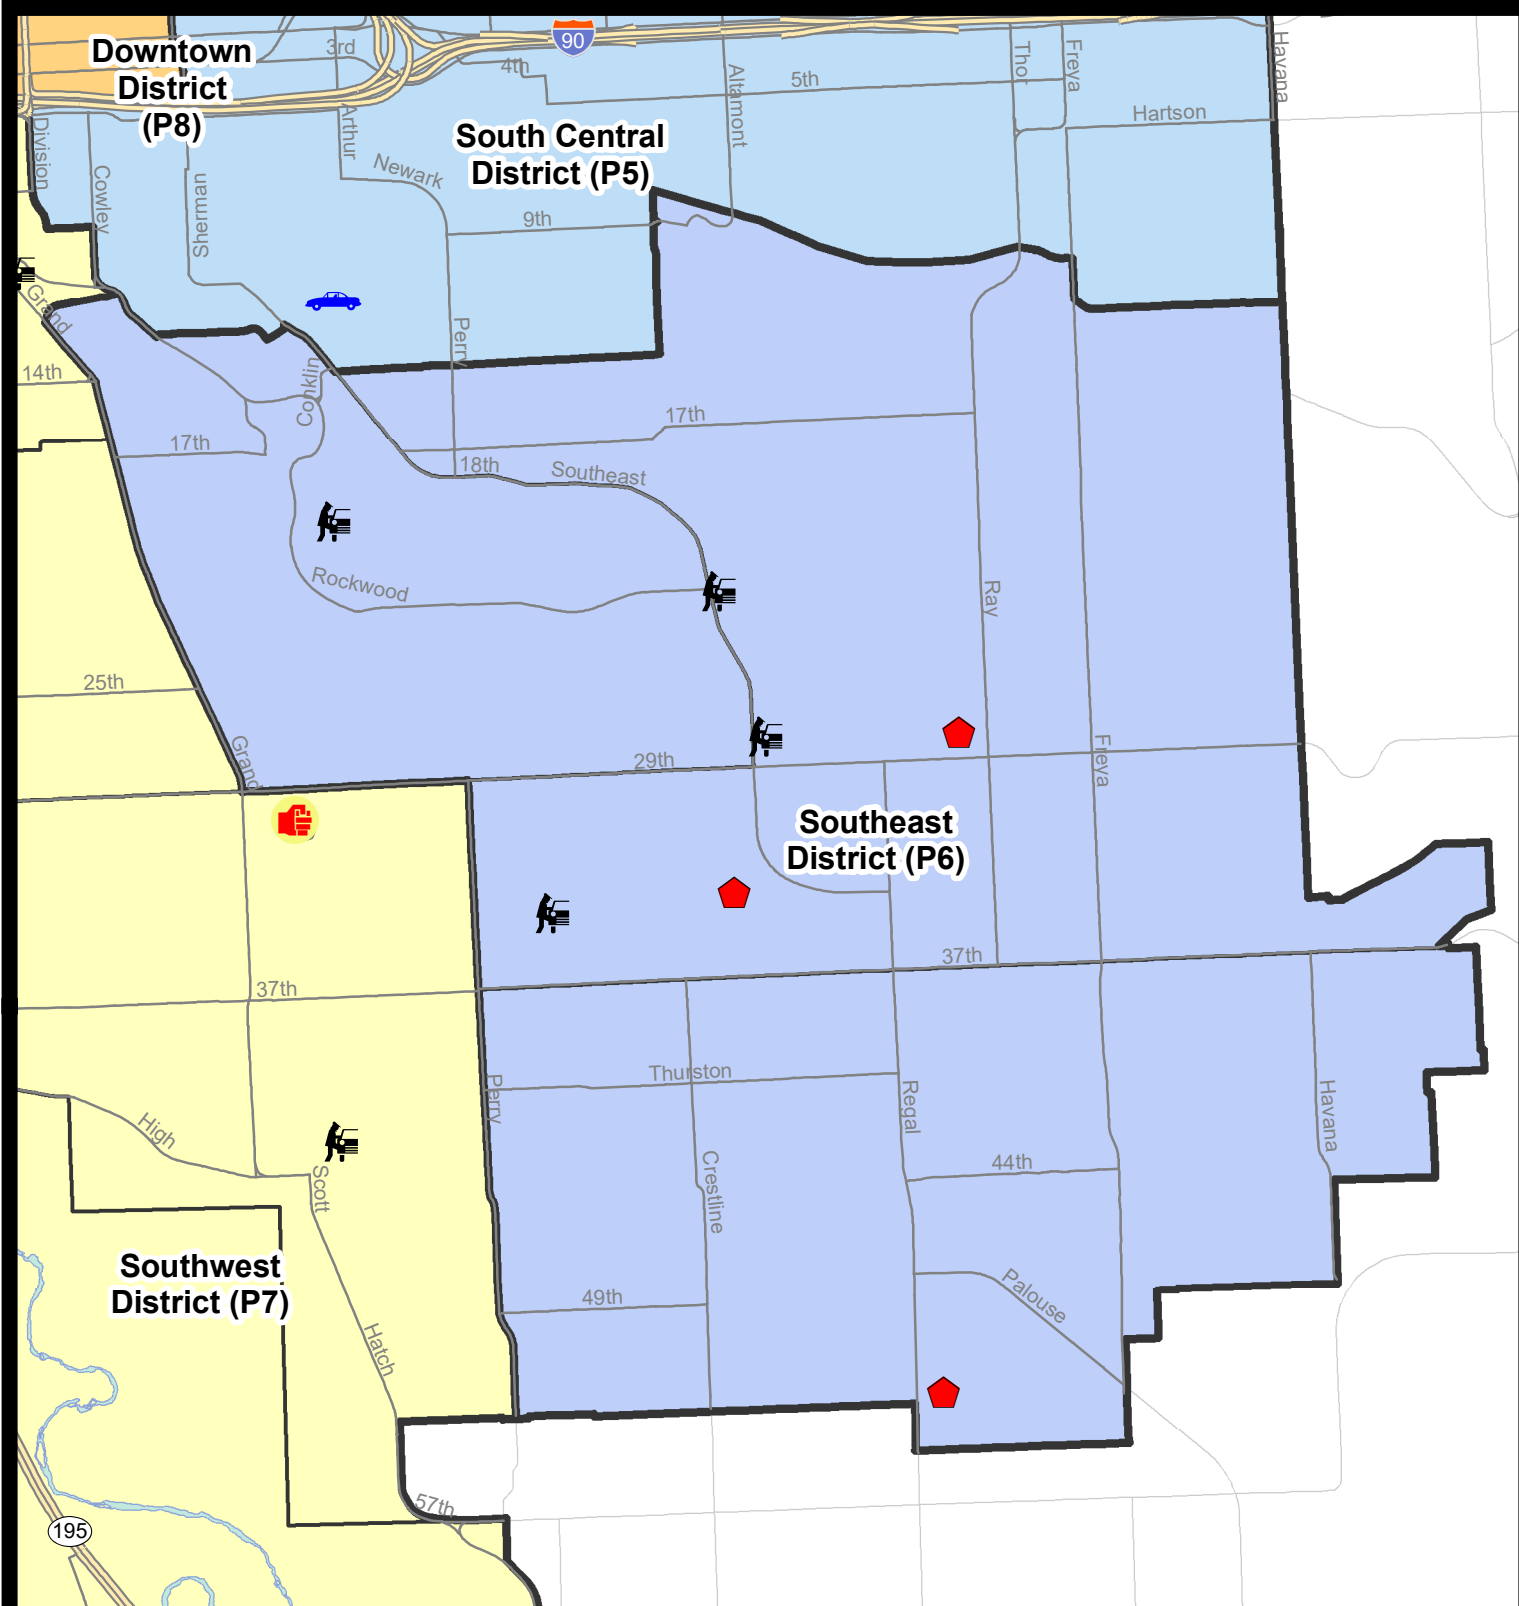 Downtown
District
(P8)
3rd
90
4th
5th
Altamont
Thor
Freya
Havana
Hartson
South Central
District (P5)
Division
Cowley
Arthur
Newark
Sherman
9th
Grand
Perry
14th
Conklin
17th
17th
18th
Southeast
Rockwood
Ray
25th
Grand
29th
Freya
Southeast
District (P6)
37th
37th
Thurston
Perry
Regal
Havana
High
Scott
Crestline
44th
Southwest
District (P7)
49th
Palouse
Hatch
57th
195